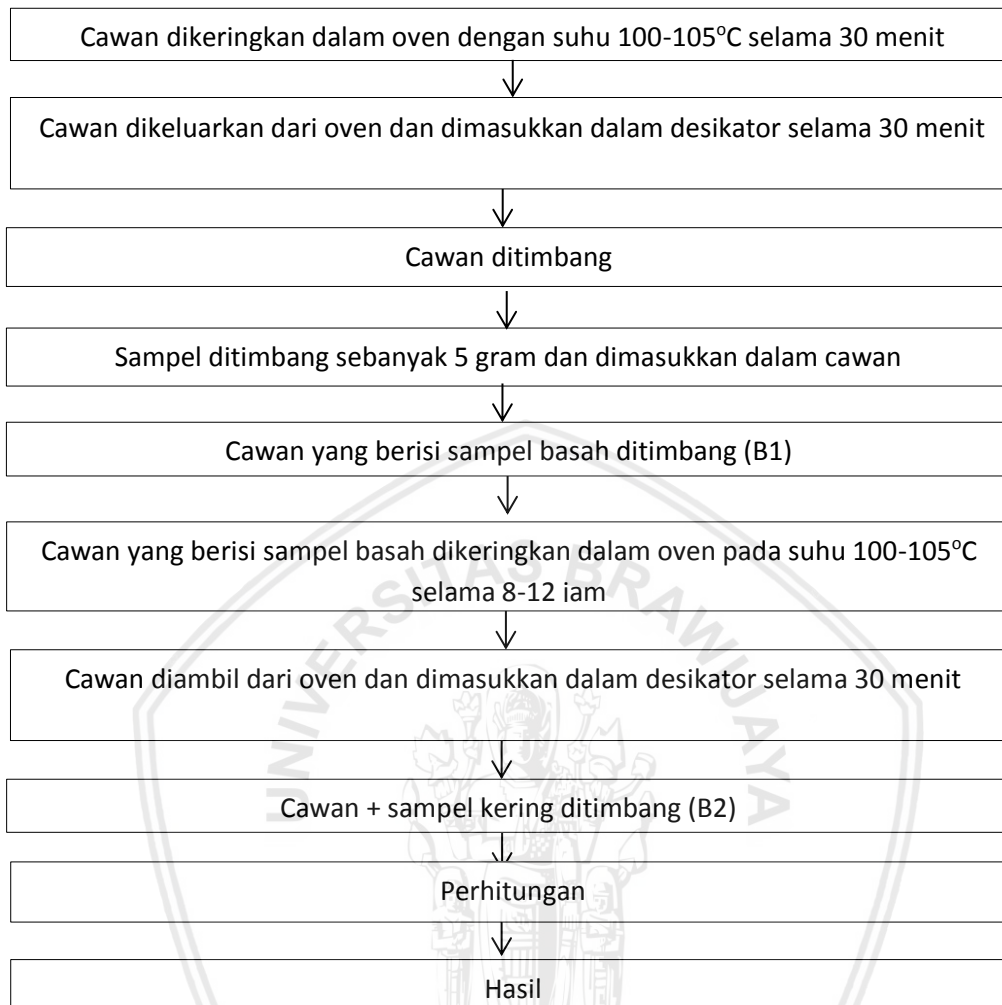 Cawan dikeringkan dalam oven dengan suhu 100-105°C selama 30 menit
Cawan dikeluarkan dari oven dan dimasukkan dalam desikator selama 30 menit
Cawan ditimbang
Sampel ditimbang sebanyak 5 gram dan dimasukkan dalam cawan
Cawan yang berisi sampel basah ditimbang (B1)
Cawan yang berisi sampel basah dikeringkan dalam oven pada suhu 100-105°C
selama 8-12 jam
Cawan diambil dari oven dan dimasukkan dalam desikator selama 30 menit
Cawan + sampel kering ditimbang (B2)
Perhitungan
Hasil
UNIVERSITAS BRAWIJAYA